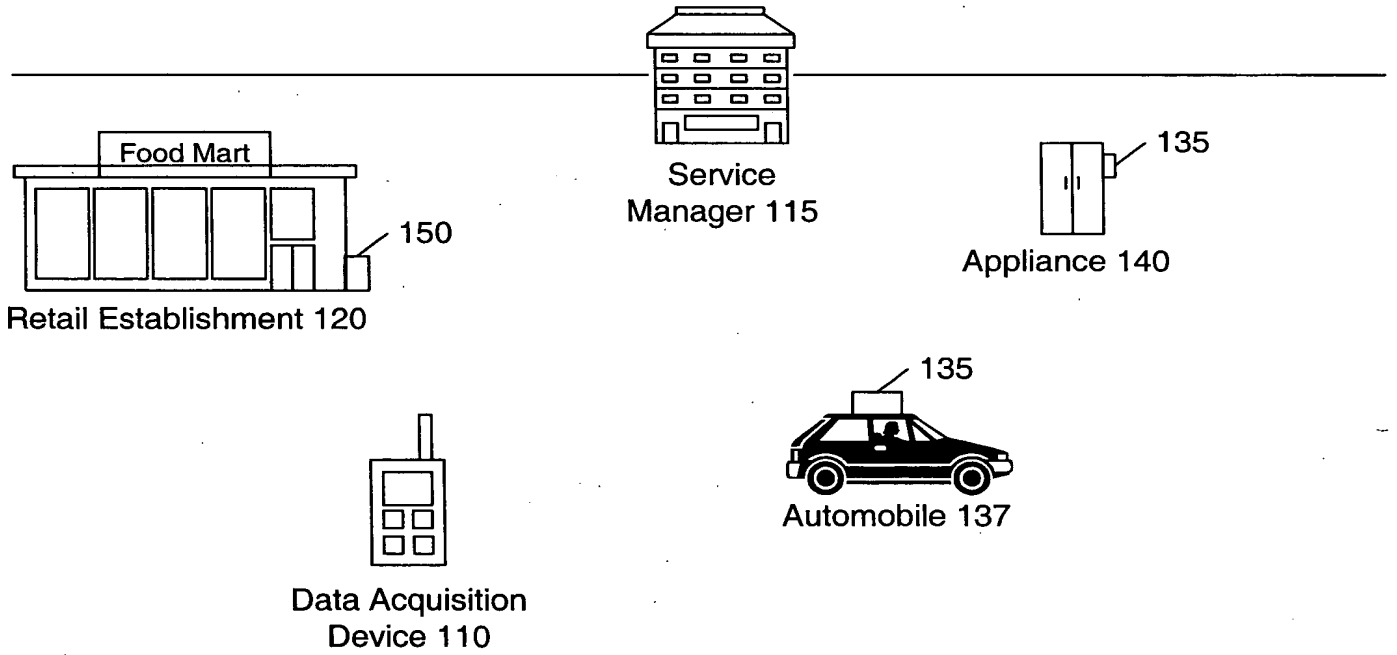 Food Mart
150
Retail Establishment 120
Service
Manager 115
135
Appliance 140
135
Automobile 137
Data Acquisition
Device 110